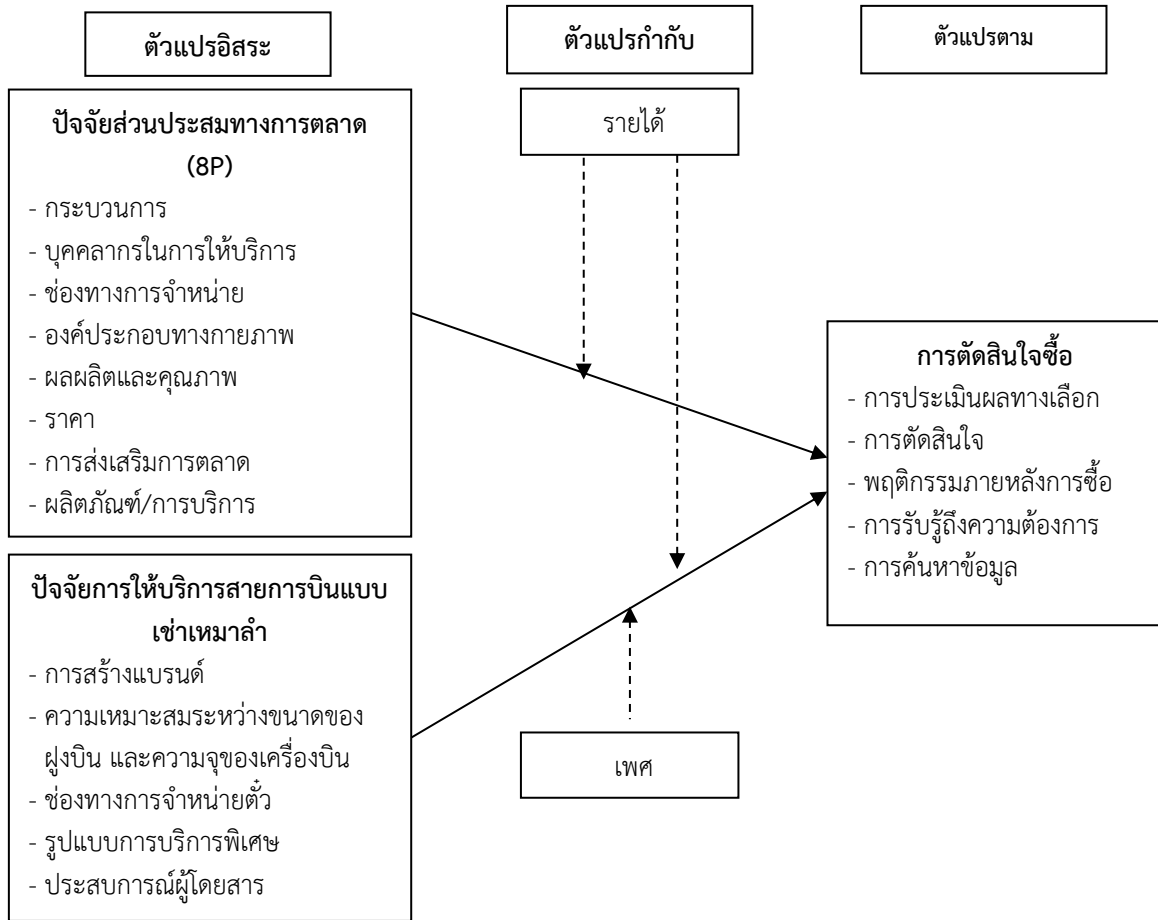 ตัวแปรอิสระ
ตัวแปรกำกับ
ตัวแปรตาม
ปัจจัยส่วนประสมทางการตลาด
(8P)
- กระบวนการ
- บุคคลากรในการให้บริการ
- ช่องทางการจำหน่าย
- องค์ประกอบทางกายภาพ
- ผลผลิตและคุณภาพ
- ราคา
- การส่งเสริมการตลาด
- ผลิตภัณฑ์/การบริการ
รายได้
การตัดสินใจซื้อ
- การประเมินผลทางเลือก
- การตัดสินใจ
- พฤติกรรมภายหลังการซื้อ
- การรับรู้ถึงความต้องการ
- การค้นหาข้อมูล
ปัจจัยการให้บริการสายการบินแบบ
เช่าเหมาลำ
- การสร้างแบรนด์
- ความเหมาะสมระหว่างขนาดของ
ฝูงบิน และความจุของเครื่องบิน
- ช่องทางการจำหน่ายตั๋ว
- รูปแบบการบริการพิเศษ
- ประสบการณ์ผู้โดยสาร
เพศ